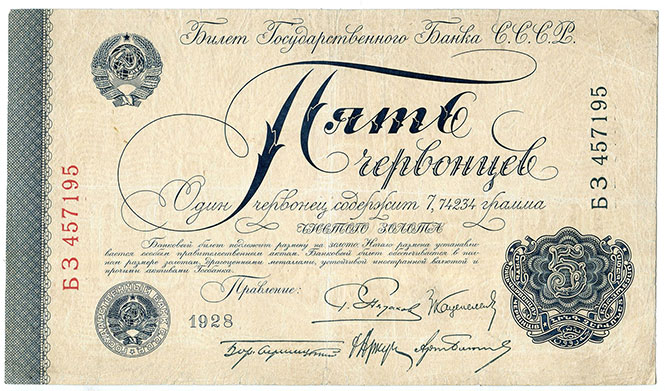 Билет Государственного Банка С.С.С.Р.
Пять
червонцев
Один червонец содержит 7,74234 грамма
чистого золота
Банковый билет подлежит размену на золото. Начало размена устанавли-
вается особым правительственным актом. Банковый билет обеспечивается в пол-
ном размере золотом, драгоценными металлами, устойчивой иностранной валютой и
прочими активами Госбанка.
Правление:
1928
БЗ 457195
БЗ 457195
5